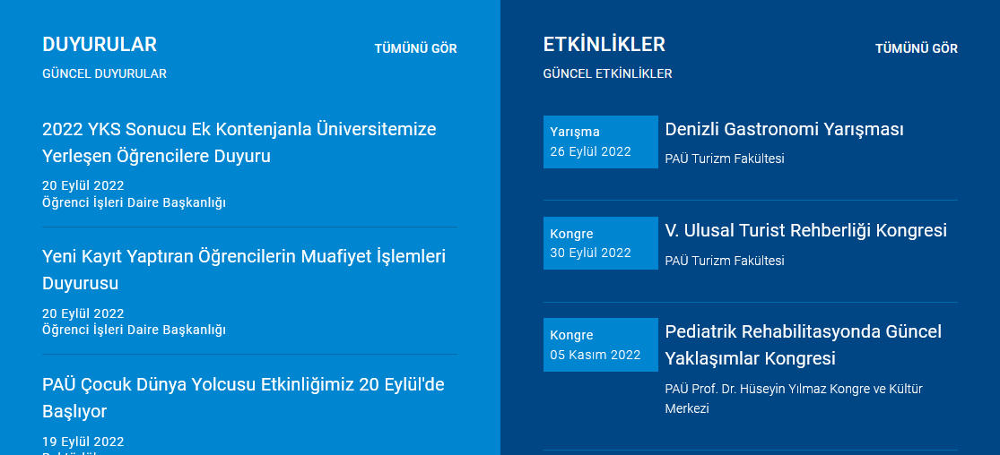 DUYURULAR
TÜMÜNÜ GÖR
GÜNCEL DUYURULAR
2022 YKS Sonucu Ek Kontenjanla Üniversitemize
Yerleşen Öğrencilere Duyuru
20 Eylül 2022
Öğrenci İşleri Daire Başkanlığı
Yeni Kayıt Yaptıran Öğrencilerin Muafiyet İşlemleri
Duyurusu
20 Eylül 2022
Öğrenci İşleri Daire Başkanlığı
PAÜ Çocuk Dünya Yolcusu Etkinliğimiz 20 Eylül'de
Başlıyor
19 Eylül 2022
ETKİNLİKLER
TÜMÜNÜ GÖR
GÜNCEL ETKİNLİKLER
Yarışma
26 Eylül 2022
Denizli Gastronomi Yarışması
PAÜ Turizm Fakültesi
Kongre
30 Eylül 2022
V. Ulusal Turist Rehberliği Kongresi
PAÜ Turizm Fakültesi
Kongre
05 Kasım 2022
Pediatrik Rehabilitasyonda Güncel
Yaklaşımlar Kongresi
PAÜ Prof. Dr. Hüseyin Yılmaz Kongre ve Kültür
Merkezi